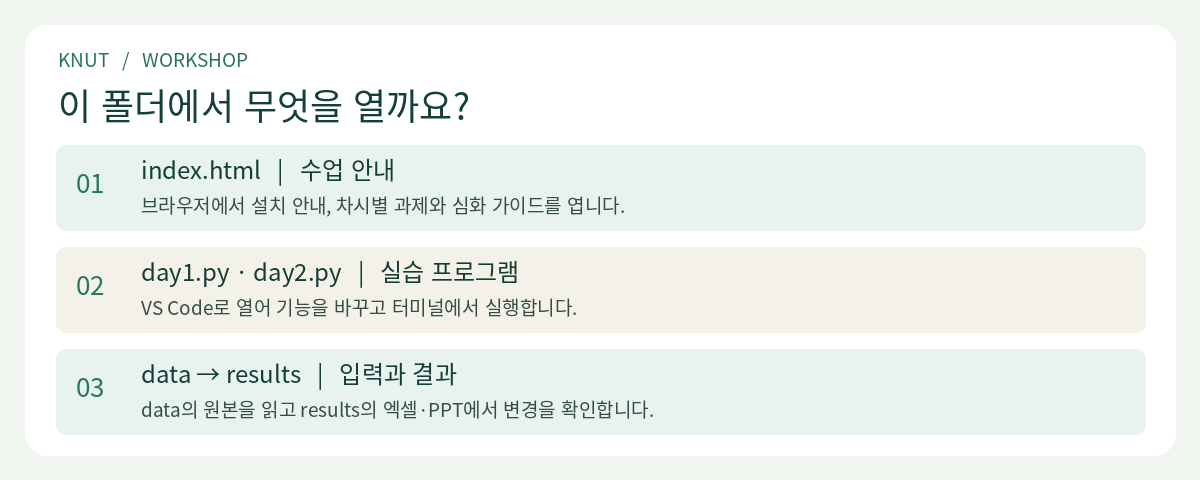 KNUT / WORKSHOP
이 폴더에서 무엇을 열까요?
01
index.html | 수업 안내
브라우저에서 설치 안내, 차시별 과제와 심화 가이드를 엽니다.
02
day1.py · day2.py | 실습 프로그램
VS Code로 열어 기능을 바꾸고 터미널에서 실행합니다.
03
data → results | 입력과 결과
data의 원본을 읽고 results의 엑셀·PPT에서 변경을 확인합니다.